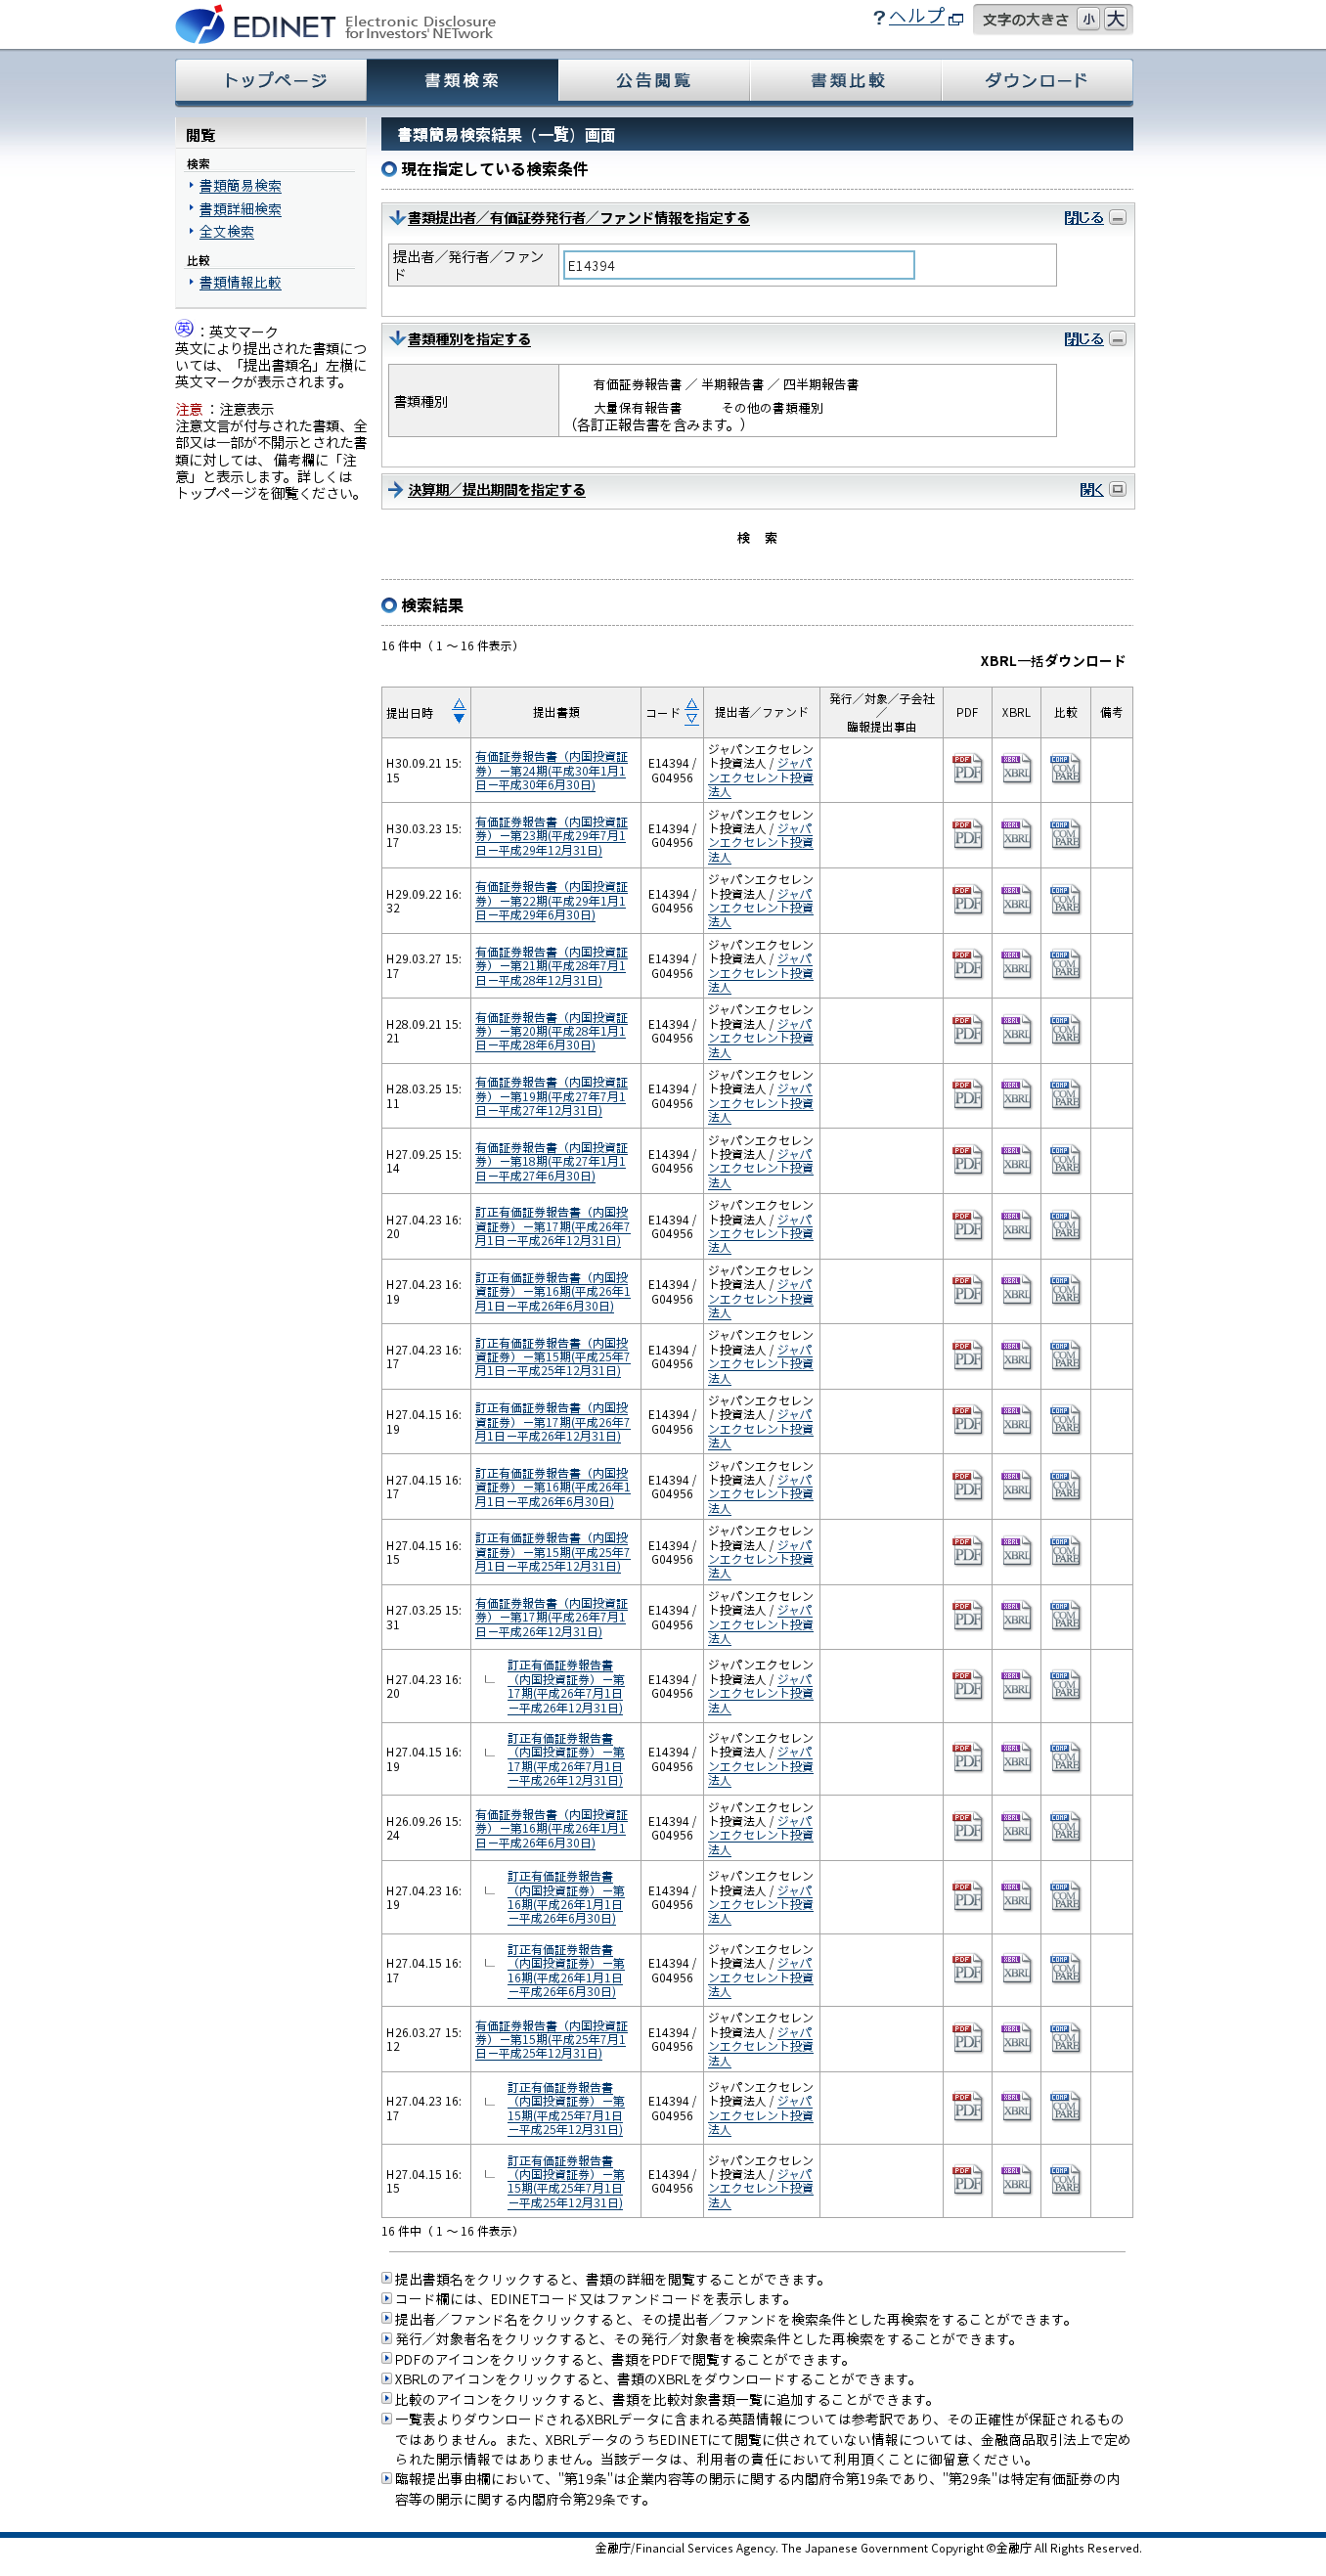 EDINET Electronic Disclosure
for Investors' NETwork
?ヘルプ
文字の大きさ 小 大
トップページ 書類検索 公告閲覧 書類比較 ダウンロード
閲覧
検索
書類簡易検索
書類詳細検索
全文検索
比較
書類情報比較
英：英文マーク
英文により提出された書類につ
いては、「提出書類名」左横に
英文マークが表示されます。
注意：注意表示
注意文言が付与された書類、全
部又は一部が不開示とされた書
類に対しては、備考欄に「注
意」と表示します。詳しくは
トップページを御覧ください。
書類簡易検索結果（一覧）画面
現在指定している検索条件
書類提出者／有価証券発行者／ファンド情報を指定する 閉じる
提出者／発行者／ファン
ド
E14394
書類種別を指定する 閉じる
書類種別
有価証券報告書 ／ 半期報告書 ／ 四半期報告書
大量保有報告書 その他の書類種別
（各訂正報告書を含みます。）
決算期／提出期間を指定する 開く
検 索
検索結果
16 件中（ 1 ～ 16 件表示）
XBRL一括ダウンロード
提出日時 △▼ 提出書類 コード △▽ 提出者／ファンド 発行／対象／子会社／臨報提出事由 PDF XBRL 比較 備考
H30.09.21 15:15 有価証券報告書（内国投資証券）－第24期(平成30年1月1日－平成30年6月30日) E14394 / G04956 ジャパンエクセレント投資法人 / ジャパンエクセレント投資法人 PDF XBRL COMPARE
H30.03.23 15:17 有価証券報告書（内国投資証券）－第23期(平成29年7月1日－平成29年12月31日) E14394 / G04956 ジャパンエクセレント投資法人 / ジャパンエクセレント投資法人 PDF XBRL COMPARE
H29.09.22 16:32 有価証券報告書（内国投資証券）－第22期(平成29年1月1日－平成29年6月30日) E14394 / G04956 ジャパンエクセレント投資法人 / ジャパンエクセレント投資法人 PDF XBRL COMPARE
H29.03.27 15:17 有価証券報告書（内国投資証券）－第21期(平成28年7月1日－平成28年12月31日) E14394 / G04956 ジャパンエクセレント投資法人 / ジャパンエクセレント投資法人 PDF XBRL COMPARE
H28.09.21 15:21 有価証券報告書（内国投資証券）－第20期(平成28年1月1日－平成28年6月30日) E14394 / G04956 ジャパンエクセレント投資法人 / ジャパンエクセレント投資法人 PDF XBRL COMPARE
H28.03.25 15:11 有価証券報告書（内国投資証券）－第19期(平成27年7月1日－平成27年12月31日) E14394 / G04956 ジャパンエクセレント投資法人 / ジャパンエクセレント投資法人 PDF XBRL COMPARE
H27.09.25 15:14 有価証券報告書（内国投資証券）－第18期(平成27年1月1日－平成27年6月30日) E14394 / G04956 ジャパンエクセレント投資法人 / ジャパンエクセレント投資法人 PDF XBRL COMPARE
H27.04.23 16:20 訂正有価証券報告書（内国投資証券）－第17期(平成26年7月1日－平成26年12月31日) E14394 / G04956 ジャパンエクセレント投資法人 / ジャパンエクセレント投資法人 PDF XBRL COMPARE
H27.04.23 16:19 訂正有価証券報告書（内国投資証券）－第16期(平成26年1月1日－平成26年6月30日) E14394 / G04956 ジャパンエクセレント投資法人 / ジャパンエクセレント投資法人 PDF XBRL COMPARE
H27.04.23 16:17 訂正有価証券報告書（内国投資証券）－第15期(平成25年7月1日－平成25年12月31日) E14394 / G04956 ジャパンエクセレント投資法人 / ジャパンエクセレント投資法人 PDF XBRL COMPARE
H27.04.15 16:19 訂正有価証券報告書（内国投資証券）－第17期(平成26年7月1日－平成26年12月31日) E14394 / G04956 ジャパンエクセレント投資法人 / ジャパンエクセレント投資法人 PDF XBRL COMPARE
H27.04.15 16:17 訂正有価証券報告書（内国投資証券）－第16期(平成26年1月1日－平成26年6月30日) E14394 / G04956 ジャパンエクセレント投資法人 / ジャパンエクセレント投資法人 PDF XBRL COMPARE
H27.04.15 16:15 訂正有価証券報告書（内国投資証券）－第15期(平成25年7月1日－平成25年12月31日) E14394 / G04956 ジャパンエクセレント投資法人 / ジャパンエクセレント投資法人 PDF XBRL COMPARE
H27.03.25 15:31 有価証券報告書（内国投資証券）－第17期(平成26年7月1日－平成26年12月31日) E14394 / G04956 ジャパンエクセレント投資法人 / ジャパンエクセレント投資法人 PDF XBRL COMPARE
H27.04.23 16:20 訂正有価証券報告書（内国投資証券）－第17期(平成26年7月1日－平成26年12月31日) E14394 / G04956 ジャパンエクセレント投資法人 / ジャパンエクセレント投資法人 PDF XBRL COMPARE
H27.04.15 16:19 訂正有価証券報告書（内国投資証券）－第17期(平成26年7月1日－平成26年12月31日) E14394 / G04956 ジャパンエクセレント投資法人 / ジャパンエクセレント投資法人 PDF XBRL COMPARE
H26.09.26 15:24 有価証券報告書（内国投資証券）－第16期(平成26年1月1日－平成26年6月30日) E14394 / G04956 ジャパンエクセレント投資法人 / ジャパンエクセレント投資法人 PDF XBRL COMPARE
H27.04.23 16:19 訂正有価証券報告書（内国投資証券）－第16期(平成26年1月1日－平成26年6月30日) E14394 / G04956 ジャパンエクセレント投資法人 / ジャパンエクセレント投資法人 PDF XBRL COMPARE
H27.04.15 16:17 訂正有価証券報告書（内国投資証券）－第16期(平成26年1月1日－平成26年6月30日) E14394 / G04956 ジャパンエクセレント投資法人 / ジャパンエクセレント投資法人 PDF XBRL COMPARE
H26.03.27 15:12 有価証券報告書（内国投資証券）－第15期(平成25年7月1日－平成25年12月31日) E14394 / G04956 ジャパンエクセレント投資法人 / ジャパンエクセレント投資法人 PDF XBRL COMPARE
H27.04.23 16:17 訂正有価証券報告書（内国投資証券）－第15期(平成25年7月1日－平成25年12月31日) E14394 / G04956 ジャパンエクセレント投資法人 / ジャパンエクセレント投資法人 PDF XBRL COMPARE
H27.04.15 16:15 訂正有価証券報告書（内国投資証券）－第15期(平成25年7月1日－平成25年12月31日) E14394 / G04956 ジャパンエクセレント投資法人 / ジャパンエクセレント投資法人 PDF XBRL COMPARE
16 件中（ 1 ～ 16 件表示）
提出書類名をクリックすると、書類の詳細を閲覧することができます。
コード欄には、EDINETコード又はファンドコードを表示します。
提出者／ファンド名をクリックすると、その提出者／ファンドを検索条件とした再検索をすることができます。
発行／対象者名をクリックすると、その発行／対象者を検索条件とした再検索をすることができます。
PDFのアイコンをクリックすると、書類をPDFで閲覧することができます。
XBRLのアイコンをクリックすると、書類のXBRLをダウンロードすることができます。
比較のアイコンをクリックすると、書類を比較対象書類一覧に追加することができます。
一覧表よりダウンロードされるXBRLデータに含まれる英語情報については参考訳であり、その正確性が保証されるもの
ではありません。また、XBRLデータのうちEDINETにて閲覧に供されていない情報については、金融商品取引法上で定め
られた開示情報ではありません。当該データは、利用者の責任において利用頂くことに御留意ください。
臨報提出事由欄において、"第19条"は企業内容等の開示に関する内閣府令第19条であり、"第29条"は特定有価証券の内
容等の開示に関する内閣府令第29条です。
金融庁/Financial Services Agency. The Japanese Government Copyright ©金融庁 All Rights Reserved.